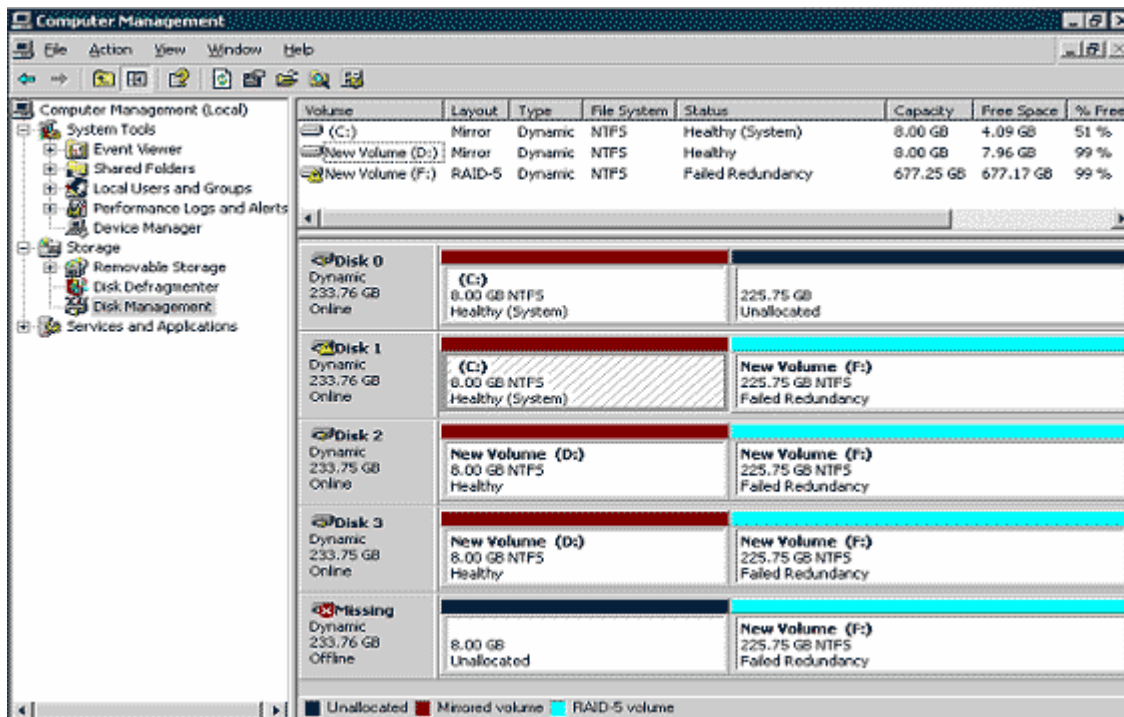 Computer Management
File Action View Window Help
Computer Management (Local)
System Tools
Event Viewer
Shared Folders
Local Users and Groups
Performance Logs and Alerts
Device Manager
Storage
Removable Storage
Disk Defragmenter
Disk Management
Services and Applications
Volume Layout Type File System Status Capacity Free Space % Free
(C:) Mirror Dynamic NTFS Healthy (System) 8.00 GB 4.09 GB 51 %
New Volume (D:) Mirror Dynamic NTFS Healthy 8.00 GB 7.96 GB 99 %
New Volume (F:) RAID-5 Dynamic NTFS Failed Redundancy 677.25 GB 677.17 GB 99 %
Disk 0
Dynamic
233.76 GB
Online
(C:)
8.00 GB NTFS
Healthy (System)
225.75 GB
Unallocated
Disk 1
Dynamic
233.76 GB
Online
(C:)
8.00 GB NTFS
Healthy (System)
New Volume (F:)
225.75 GB NTFS
Failed Redundancy
Disk 2
Dynamic
233.75 GB
Online
New Volume (D:)
8.00 GB NTFS
Healthy
New Volume (F:)
225.75 GB NTFS
Failed Redundancy
Disk 3
Dynamic
233.75 GB
Online
New Volume (D:)
8.00 GB NTFS
Healthy
New Volume (F:)
225.75 GB NTFS
Failed Redundancy
Missing
Dynamic
233.76 GB
Offline
8.00 GB
Unallocated
New Volume (F:)
225.75 GB NTFS
Failed Redundancy
Unallocated Mirrored volume RAID-5 volume